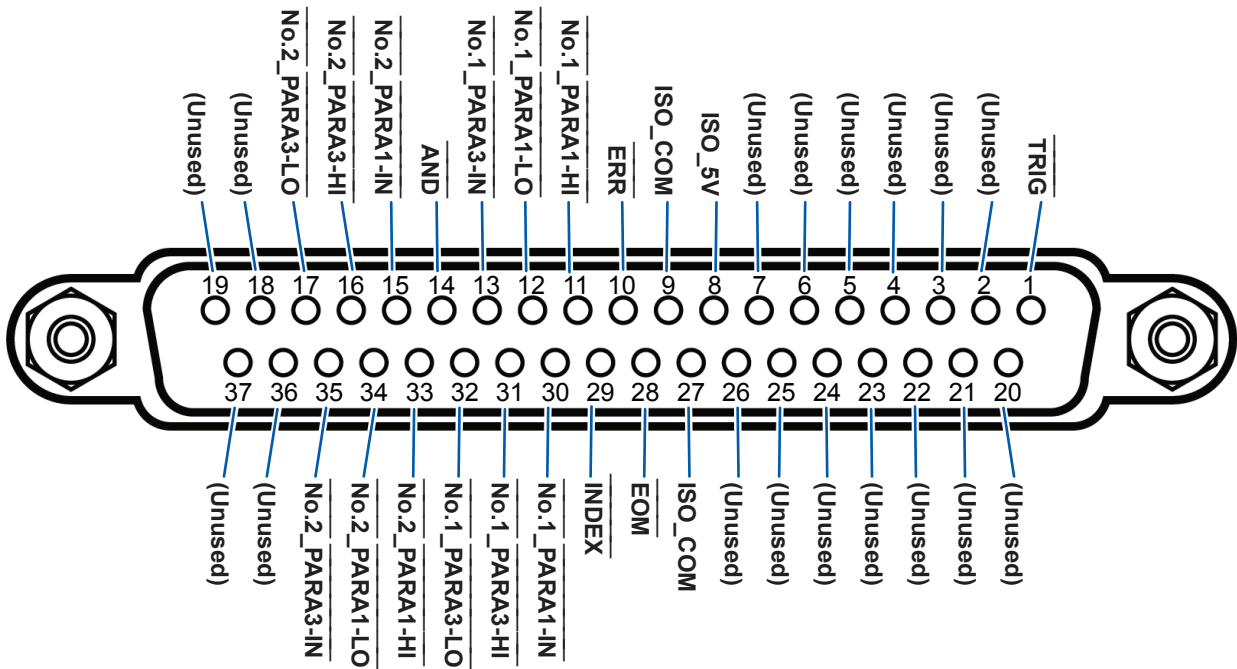 No.2_PARA3-LO
No.2_PARA3-HI
No.2_PARA1-IN
No.1_PARA3-IN
No.1_PARA1-LO
No.1_PARA1-HI
(Unused)
(Unused)
AND
ERR
ISO_COM
ISO_5V
(Unused)
(Unused)
(Unused)
(Unused)
(Unused)
(Unused)
TRIG
19 18 17 16 15 14 13 12 11 10 9 8 7 6 5 4 3 2 1
37 36 35 34 33 32 31 30 29 28 27 26 25 24 23 22 21 20
(Unused)
(Unused)
No.2_PARA3-IN
No.2_PARA1-LO
No.2_PARA1-HI
No.1_PARA3-LO
No.1_PARA3-HI
No.1_PARA1-IN
INDEX
EOM
ISO_COM
(Unused)
(Unused)
(Unused)
(Unused)
(Unused)
(Unused)
(Unused)